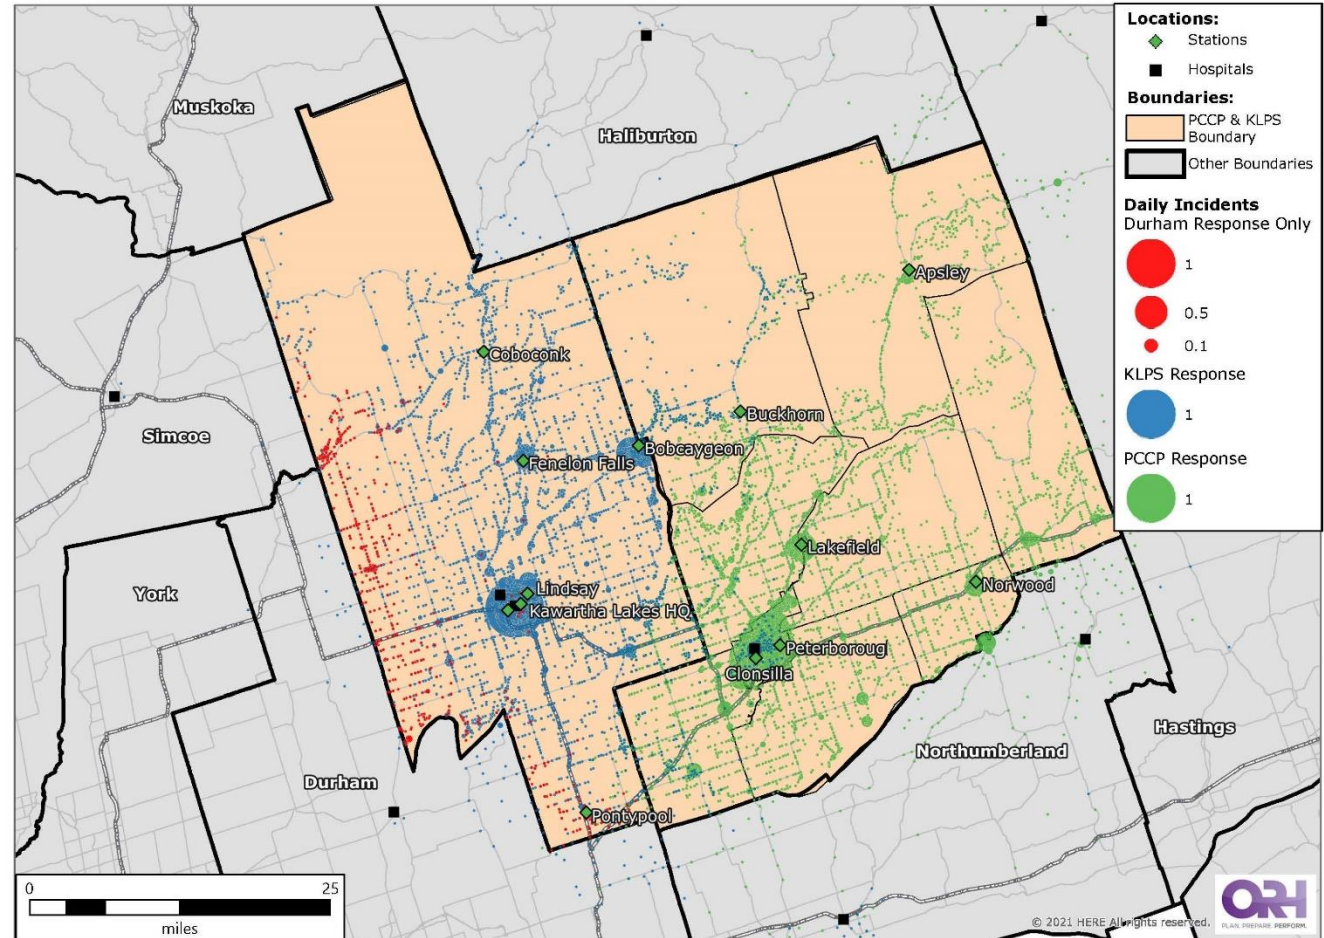 Locations:
Stations
Hospitals
Boundaries:
PCCP & KLPS
Boundary
Other Boundaries
Daily Incidents
Durham Response Only
1
0.5
0.1
KLPS Response
1
PCCP Response
1
Muskoka
Haliburton
Apsley
Coboconk
Simcoe
Buckhorn
Bobcaygeon
Fenelon Falls
Lakefield
York
Lindsay
Norwood
Kawartha Lakes HQ
Peterboroug
Clonsilla
Hastings
Northumberland
Durham
Pontypool
0 25
miles
© 2021 HERE All rights reserved.
ORH
PLAN. PREPARE. PERFORM.